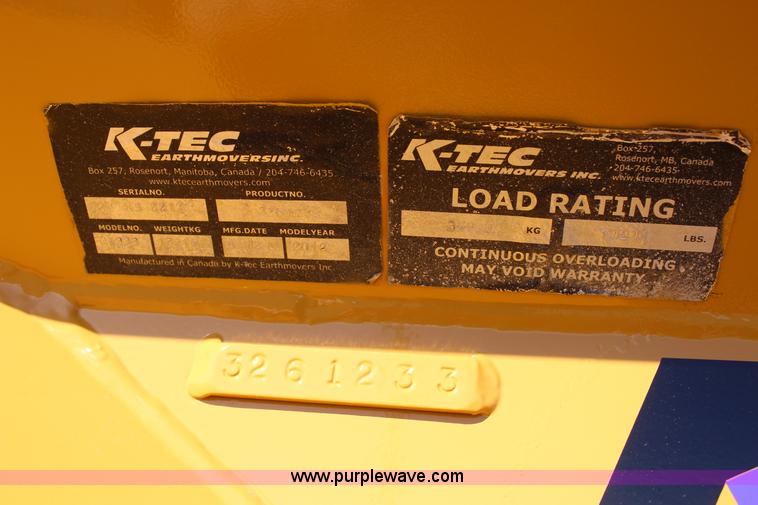 K-TEC
EARTHMOVERS INC.
Box 257, Rosenort, Manitoba, Canada / 204-746-6435
www.ktecearthmovers.com
SERIALNO. PRODUCTNO.
MODELNO. WEIGHTKG MFG.DATE MODELYEAR
1233 2012
Manufactured in Canada by K-Tec Earthmovers Inc
K-TEC
EARTHMOVERS INC.
Box 257,
Rosenort, MB, Canada
204-746-6435
www.ktecearthmovers.com
LOAD RATING
KG LBS.
CONTINUOUS OVERLOADING
MAY VOID WARRANTY
3261233
www.purplewave.com